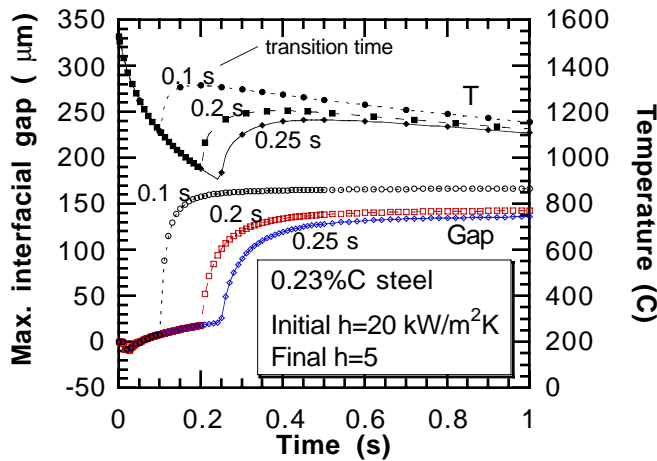 Max. interfacial gap ( μm)
350
300
250
200
150
100
50
0
-50
transition time
0.1 s
T
0.2 s
0.25 s
0.1 s
0.2 s
0.25 s
Gap
0.23%C steel
Initial h=20 kW/m²K
Final h=5
1600
1400
1200
1000
800
600
400
200
0
Temperature (C)
0
0.2
0.4
0.6
0.8
1
Time (s)